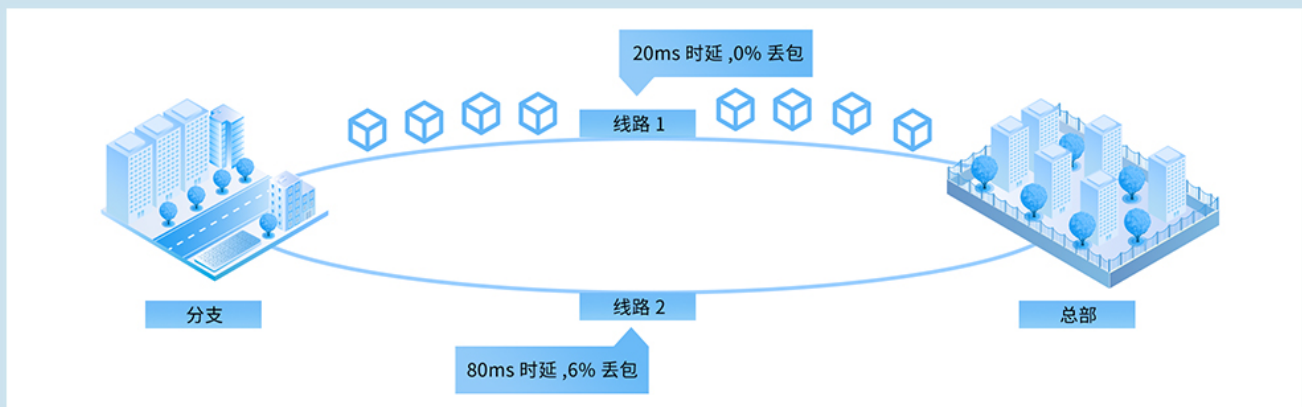 20ms 时延 ,0% 丢包
线路 1
线路 2
分支
总部
80ms 时延 ,6% 丢包